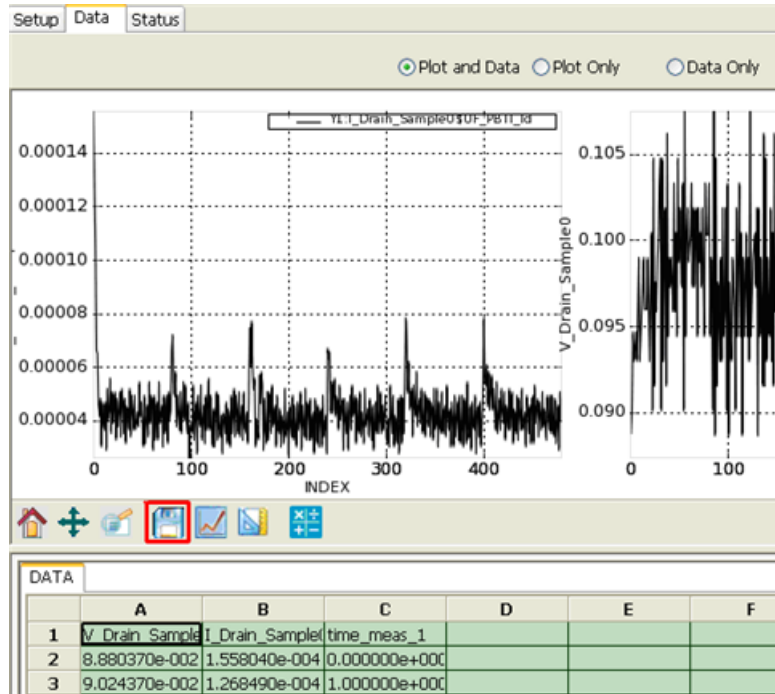 Setup Data Status
Plot and Data Plot Only Data Only
Y1:I_Drain_Sample0$UF_PBTI_Id
0.00014
0.00012
0.00010
0.00008
0.00006
0.00004
0 100 200 300 400
INDEX
V_Drain_Sample0
0.105
0.100
0.095
0.090
0 100
DATA
A B C D E F
1 V_Drain_Sample I_Drain_Sample( time_meas_1
2 8.880370e-002 1.558040e-004 0.000000e+000
3 9.024370e-002 1.268490e-004 1.000000e+000